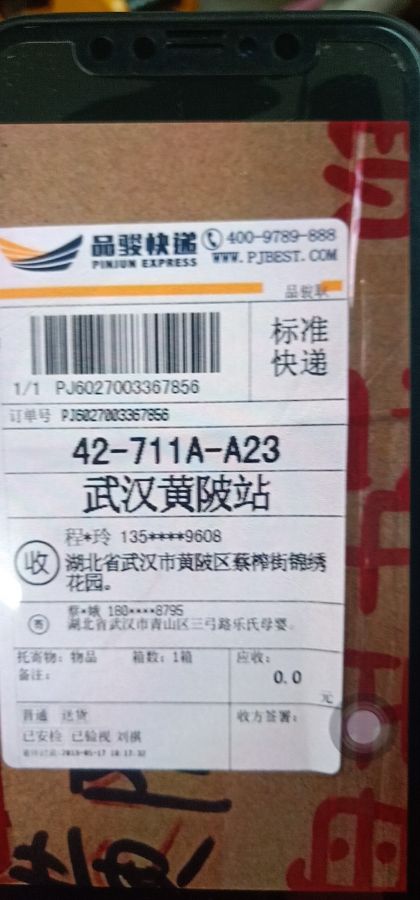 品骏快递 400-9789-888
PINJUN EXPRESS WWW.PJBEST.COM
品骏联
标准
快递
1/1 PJ6027003367856
订单号 PJ6027003367856
42-711A-A23
武汉黄陂站
收
程*玲 135****9608
湖北省武汉市黄陂区蔡榨街锦绣
花园。
寄
蔡*娥 180****8795
湖北省武汉市青山区三弓路乐氏母婴。
托寄物：物品 箱数：1箱 应收：
备注： 0.0
元
普通 送货 收方签署：
已安检 已验视 刘祺